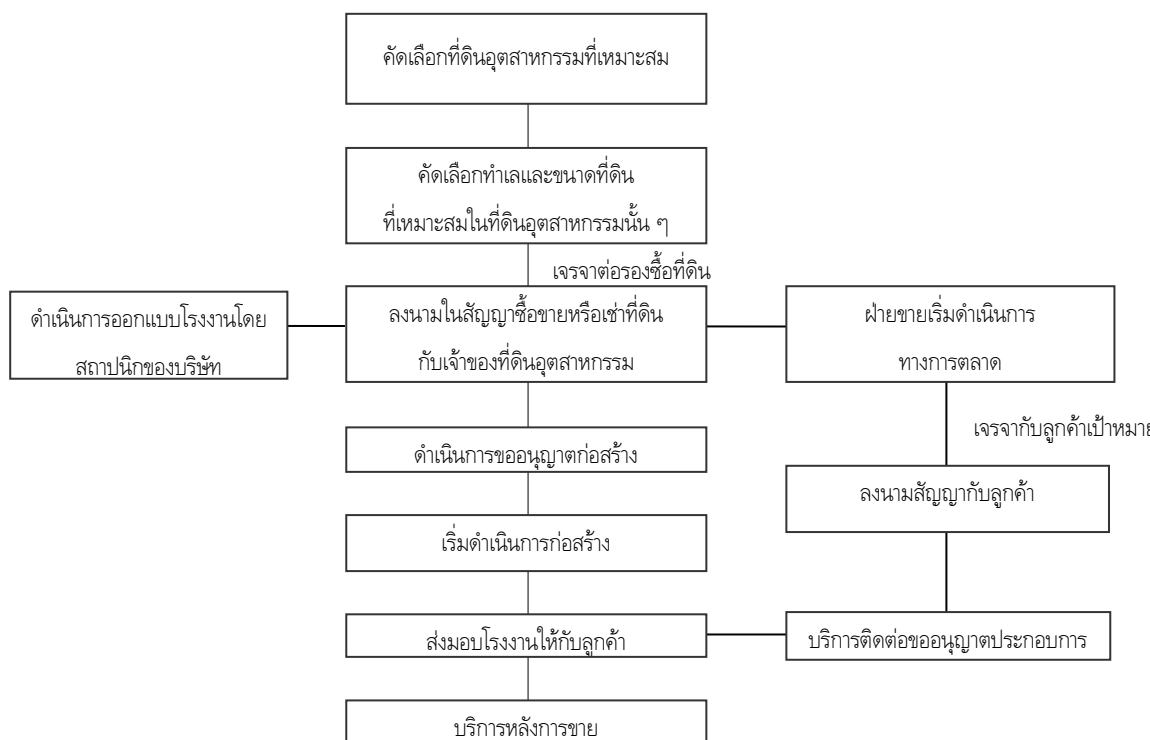 คัดเลือกที่ดินอุตสาหกรรมที่เหมาะสม
คัดเลือกทำเลและขนาดที่ดิน
ที่เหมาะสมในที่ดินอุตสาหกรรมนั้น ๆ
เจรจาต่อรองซื้อที่ดิน
ดำเนินการออกแบบโรงงานโดย
สถาปนิกของบริษัท
ลงนามในสัญญาซื้อขายหรือเช่าที่ดิน
กับเจ้าของที่ดินอุตสาหกรรม
ฝ่ายขายเริ่มดำเนินการ
ทางการตลาด
เจรจากับลูกค้าเป้าหมาย
ดำเนินการขออนุญาตก่อสร้าง
ลงนามสัญญากับลูกค้า
เริ่มดำเนินการก่อสร้าง
ส่งมอบโรงงานให้กับลูกค้า
บริการติดต่อขออนุญาตประกอบการ
บริการหลังการขาย